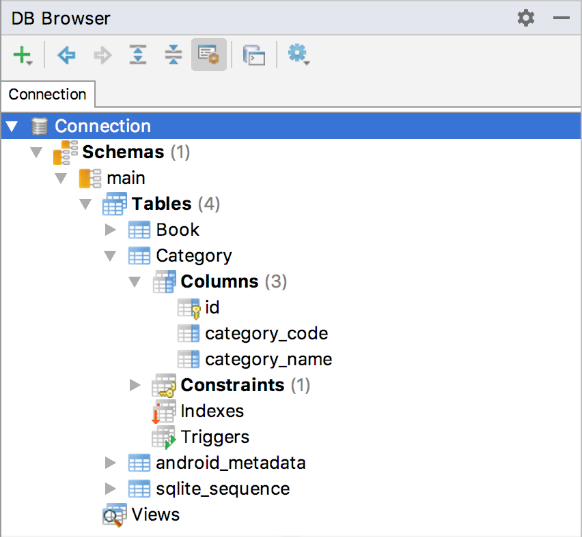 DB Browser
Connection
Connection
Schemas (1)
main
Tables (4)
Book
Category
Columns (3)
id
category_code
category_name
Constraints (1)
Indexes
Triggers
android_metadata
sqlite_sequence
Views